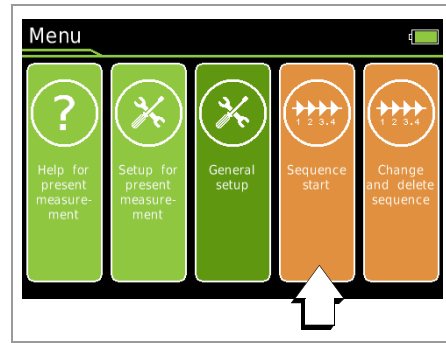 Menu
?
Help for
present
measure-
ment
Setup for
present
measure-
ment
General
setup
1 2 3.4
Sequence
start
1 2 3.4
Change
and delete
sequence